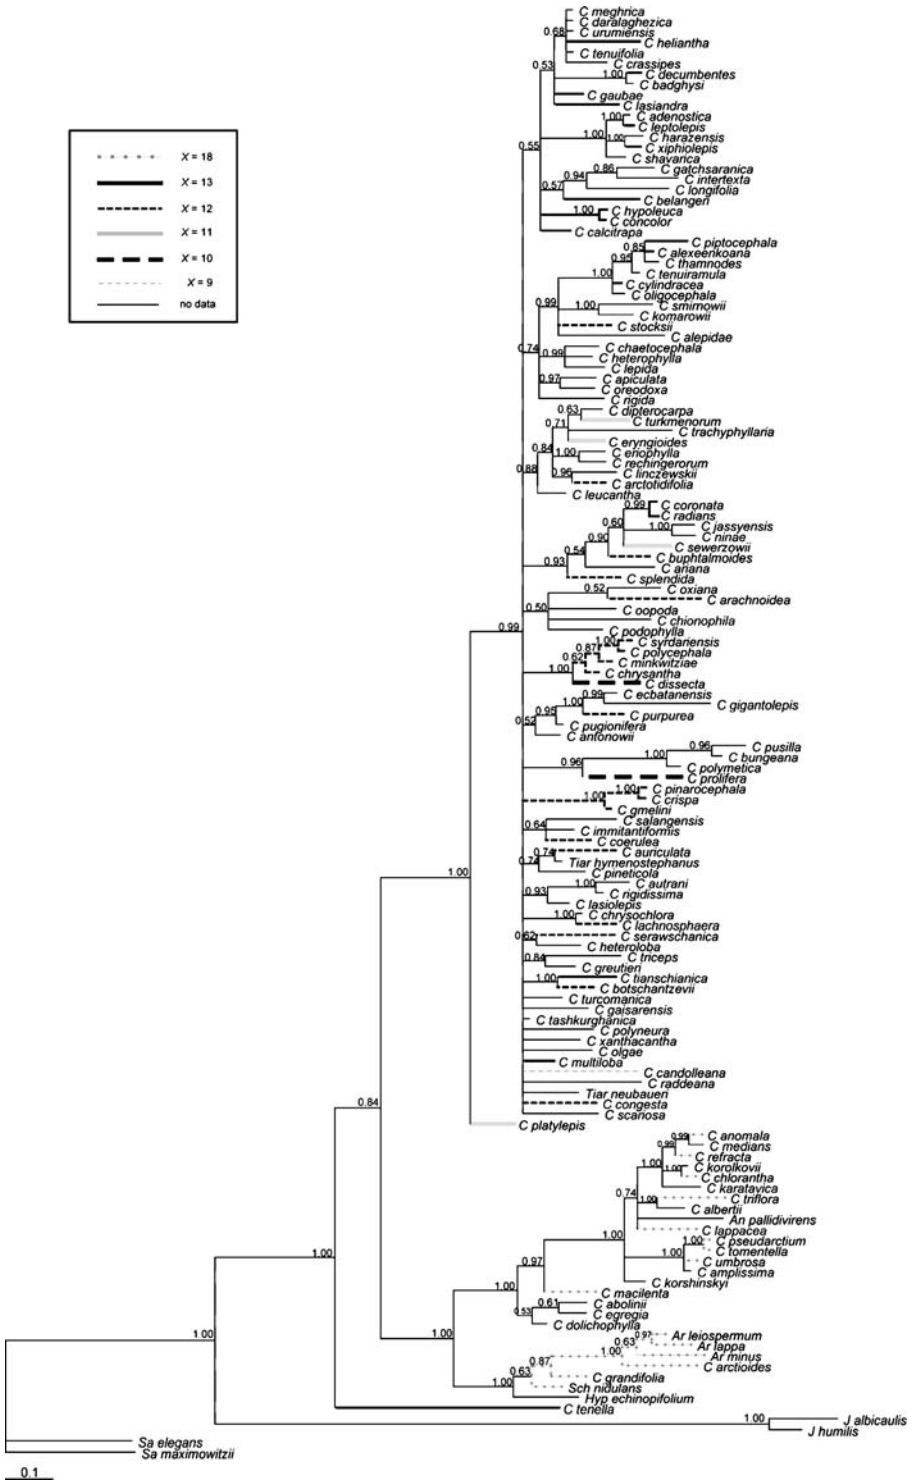 X = 18
X = 13
X = 12
X = 11
X = 10
X = 9
no data
C meghrica
C daralaghezica
C urumiensis
0.68
C heliantha
C tenuifolia
0.53
C crassipes
1.00
C decumbentes
C badghysi
C gaubae
C lasiandra
1.00
C adenostica
C leptolepis
1.00
1.00
C harazensis
C xiphiolepis
0.55
C shavarica
0.86
C gatchsaranica
0.94
C intertexta
0.57
C longifolia
C belangeri
1.00
C hypoleuca
C concolor
C calcitrapa
0.85
C piptocephala
C alexeenkoana
0.95
C thamnodes
1.00
C tenuiramula
C cylindracea
C oligocephala
0.99
1.00
C smirnowii
C komarowii
C stocksii
C alepidae
0.74
0.99
C chaetocephala
C heterophylla
C lepida
0.97
C apiculata
C oreodoxa
C rigida
0.63
C dipterocarpa
0.71
C turkmenorum
C trachyphyllaria
C eryngioides
0.84
1.00
C eriophylla
C rechingerorum
0.88
0.96
C linczewskii
C arctotidifolia
C leucantha
0.99
C coronata
C radians
0.60
1.00
C jassyensis
C ninae
0.90
C sewerzowii
0.54
C buphtalmoides
0.93
C ariana
C splendida
0.52
C oxiana
C arachnoidea
0.50
C oopoda
C chionophila
0.99
C podophylla
1.00
C syrdariensis
0.87
C polycephala
0.62
C minkwitziae
1.00
C chrysantha
C dissecta
0.99
C ecbatanensis
1.00
C gigantolepis
0.95
C purpurea
0.52
C pugionifera
C antonowii
0.96
C pusilla
1.00
C bungeana
0.96
C polymetica
C prolifera
1.00
1.00
C pinarocephala
C crispa
C gmelini
C salangensis
0.64
C immitantiformis
C coerulea
0.74
C auriculata
0.74
Tiar hymenostephanus
C pineticola
1.00
C autrani
0.93
C rigidissima
C lasiolepis
1.00
C chrysochlora
C lachnosphaera
0.62
C serawschanica
C heteroloba
0.84
C triceps
C greuteri
1.00
C tianschianica
C botschantzevii
1.00
C turcomanica
C gaisarensis
C tashkurghanica
C polyneura
C xanthacantha
C olgae
C multiloba
C candolleana
C raddeana
Tiar neubaueri
C congesta
C scariosa
0.84
C platylepis
0.99
C anomala
0.99
C medians
C refracta
1.00
C korolkovii
1.00
C chlorantha
C karatavica
0.74
1.00
C triflora
C albertii
An pallidivirens
C lappacea
1.00
1.00
C pseudarctium
C tomentella
1.00
C umbrosa
C amplissima
1.00
0.97
C korshinskyi
C macilenta
0.61
C abolinii
0.53
C egregia
C dolichophylla
1.00
1.00
0.97
Ar leiospermum
0.63
Ar lappa
1.00
Ar minus
0.87
C arctioides
0.63
C grandifolia
1.00
Sch nidulans
Hyp echinopifolium
C tenella
1.00
J albicaulis
J humilis
Sa elegans
Sa maximowitzii
0.1